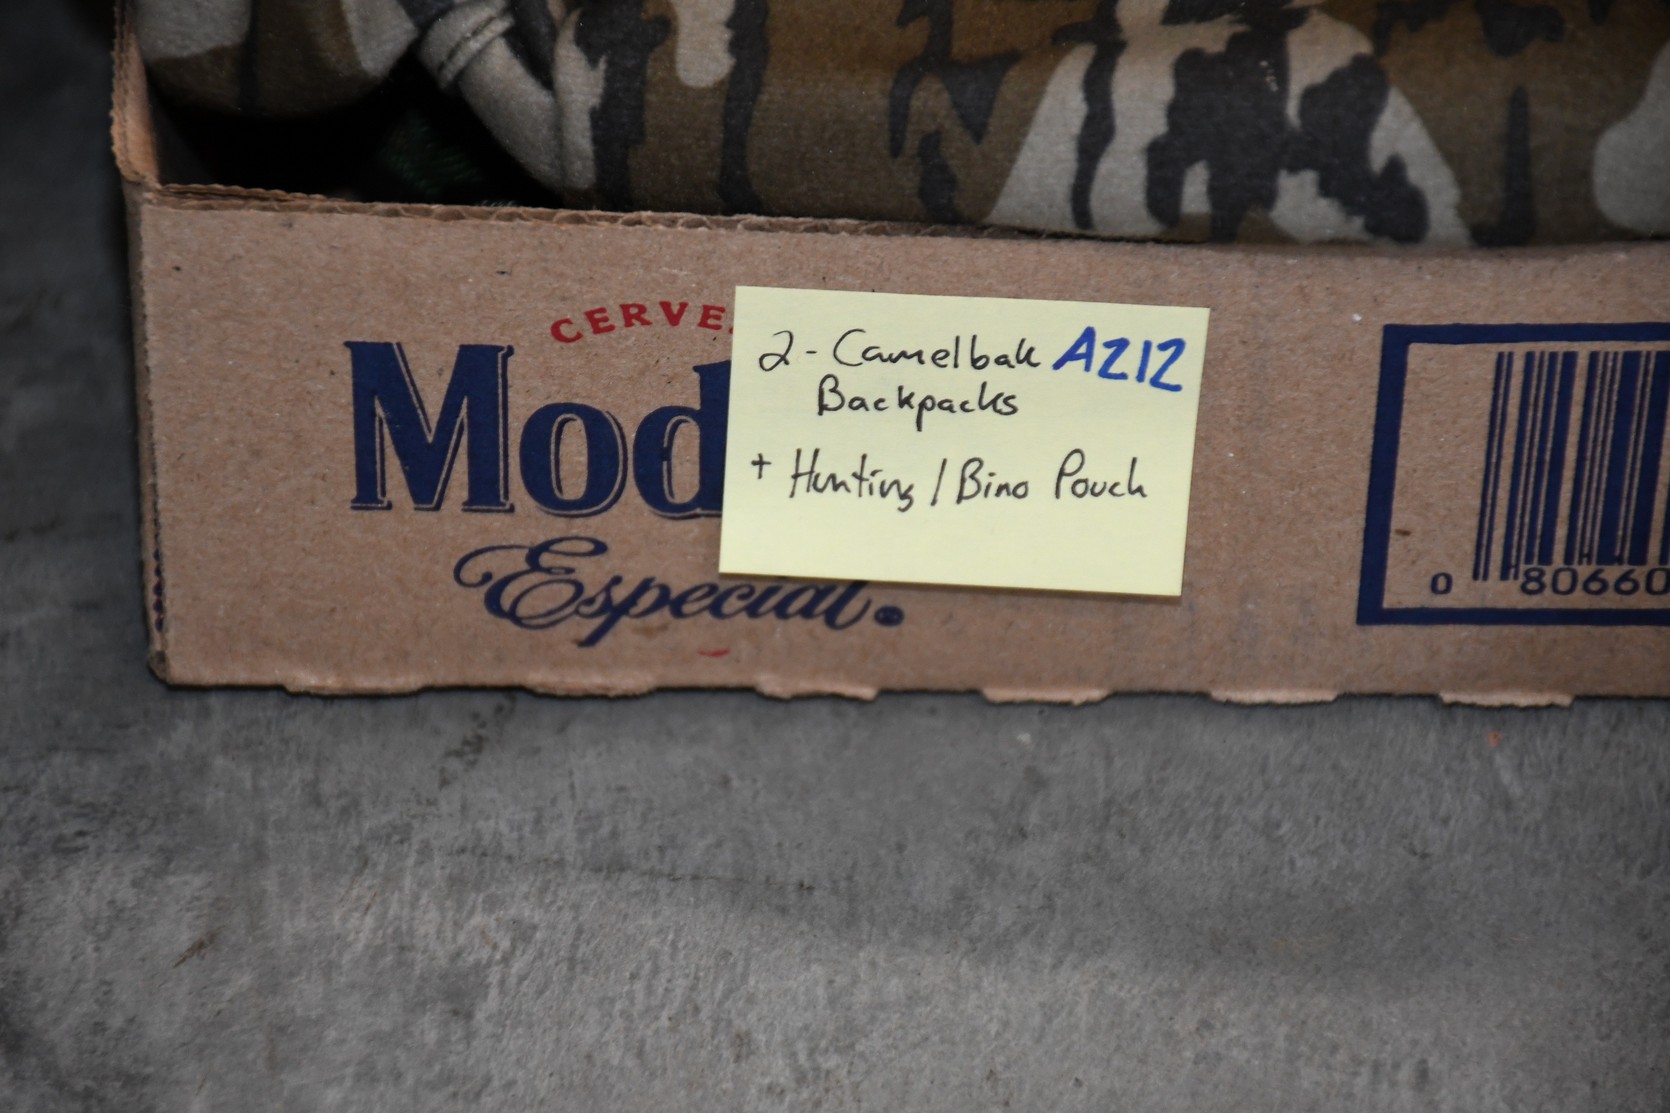 CERVE
Mod
Especial
2 - Camelbak A212
Backpacks
+ Hunting / Bino Pouch
0 80660